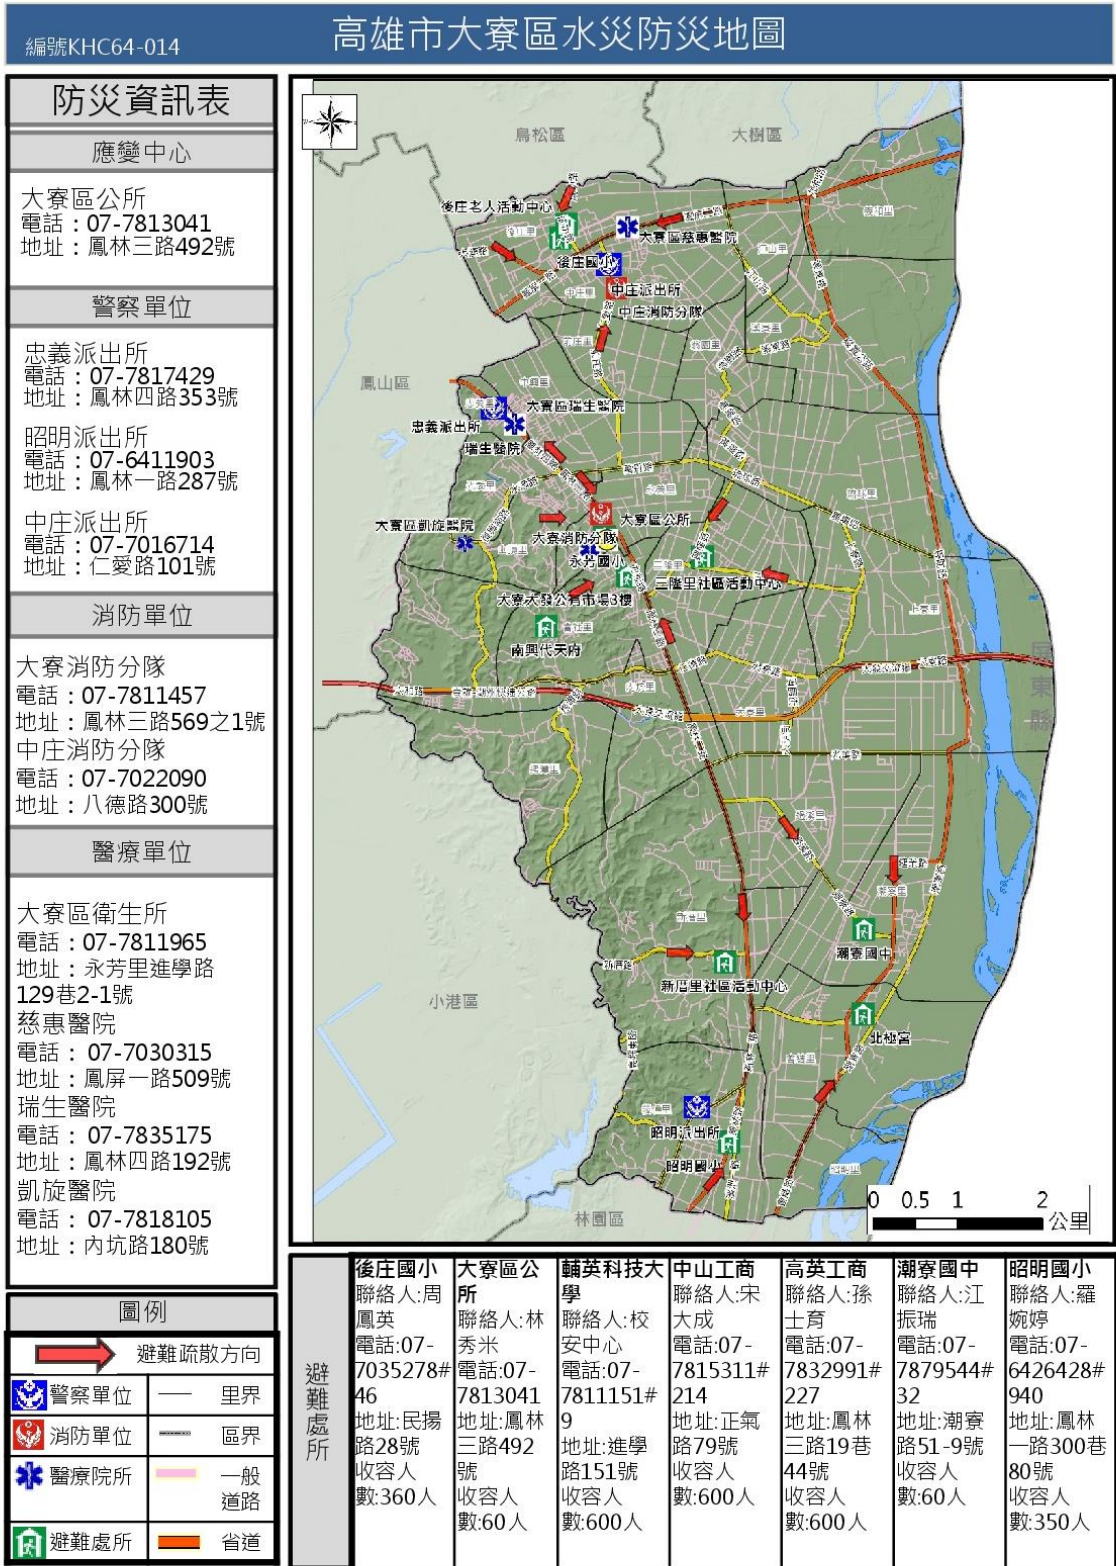 編號KHC64-014
高雄市大寮區水災防災地圖
防災資訊表
應變中心
大寮區公所
電話：07-7813041
地址：鳳林三路492號
警察單位
忠義派出所
電話：07-7817429
地址：鳳林四路353號
昭明派出所
電話：07-6411903
地址：鳳林一路287號
中庄派出所
電話：07-7016714
地址：仁愛路101號
消防單位
大寮消防分隊
電話：07-7811457
地址：鳳林三路569之1號
中庄消防分隊
電話：07-7022090
地址：八德路300號
醫療單位
大寮區衛生所
電話：07-7811965
地址：永芳里進學路
129巷2-1號
慈惠醫院
電話： 07-7030315
地址：鳳屏一路509號
瑞生醫院
電話： 07-7835175
地址：鳳林四路192號
凱旋醫院
電話： 07-7818105
地址：內坑路180號
圖例
避難疏散方向
警察單位
里界
消防單位
區界
醫療院所
一般
道路
避難處所
省道
鳥松區
大樹區
後庄老人活動中心
大寮區慈惠醫院
後庄國小
中庄派出所
中庄消防分隊
鳳山區
大寮區瑞生醫院
忠義派出所
瑞生醫院
大寮區凱旋醫院
大寮區公所
大寮消防分隊
永芳國小
三隆里社區活動中心
大寮大發公有市場3樓
南興代天府
屏東縣
潮寮國中
新厝里社區活動中心
小港區
北極宮
昭明派出所
昭明國小
林園區
0 0.5 1 2
公里
避難處所
後庄國小
聯絡人:周
鳳英
電話:07-
7035278#
46
地址:民揚
路28號
收容人
數:360人
大寮區公
所
聯絡人:林
秀米
電話:07-
7813041
地址:鳳林
三路492
號
收容人
數:60人
輔英科技大
學
聯絡人:校
安中心
電話:07-
7811151#
9
地址:進學
路151號
收容人
數:600人
中山工商
聯絡人:宋
大成
電話:07-
7815311#
214
地址:正氣
路79號
收容人
數:600人
高英工商
聯絡人:孫
士育
電話:07-
7832991#
227
地址:鳳林
三路19巷
44號
收容人
數:600人
潮寮國中
聯絡人:江
振瑞
電話:07-
7879544#
32
地址:潮寮
路51-9號
收容人
數:60人
昭明國小
聯絡人:羅
婉婷
電話:07-
6426428#
940
地址:鳳林
一路300巷
80號
收容人
數:350人